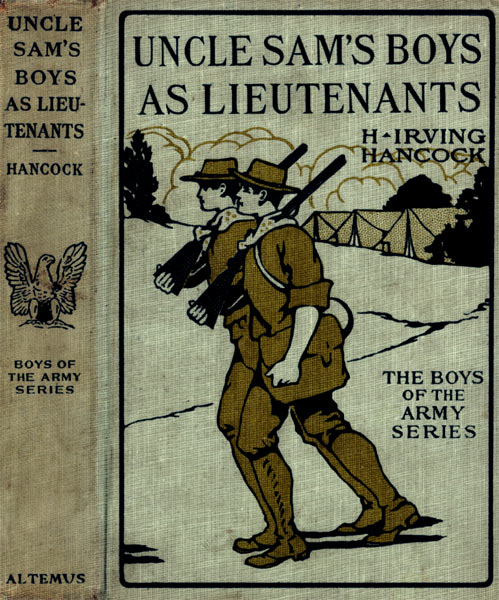 UNCLE
SAM'S
BOYS
AS LIEU-
TENANTS
HANCOCK
BOYS OF
THE ARMY
SERIES
ALTEMUS
UNCLE SAM'S BOYS
AS LIEUTENANTS
H-IRVING
HANCOCK
THE BOYS
OF THE
ARMY
SERIES